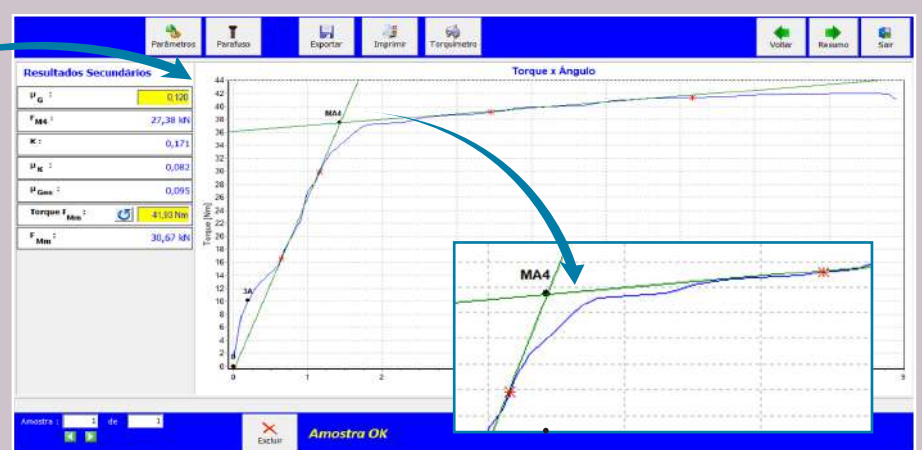 Parâmetros
Parafuso
Exportar
Imprimir
Torquímetro
Voltar
Resumo
Sair
Resultados Secundários
μG : 0,120
FM4 : 27,38 kN
K : 0,171
μK : 0,082
μGes : 0,095
Torque FMm : 41,93 Nm
FMm : 30,67 kN
Torque x Ângulo
Torque [Nm]
44
42
40
38
36
34
32
30
28
26
24
22
20
18
16
14
12
10
8
6
4
2
0
MA4
3A
0
1
2
9
MA4
Amostra : 1 de 1
Excluir
Amostra OK